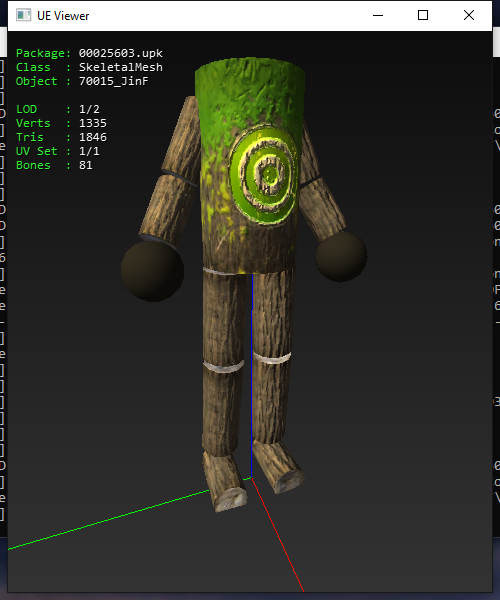 UE Viewer
Package: 00025603.upk
Class  : SkeletalMesh
Object : 70015_JinF
LOD    : 1/2
Verts  : 1335
Tris   : 1846
UV Set : 1/1
Bones  : 81